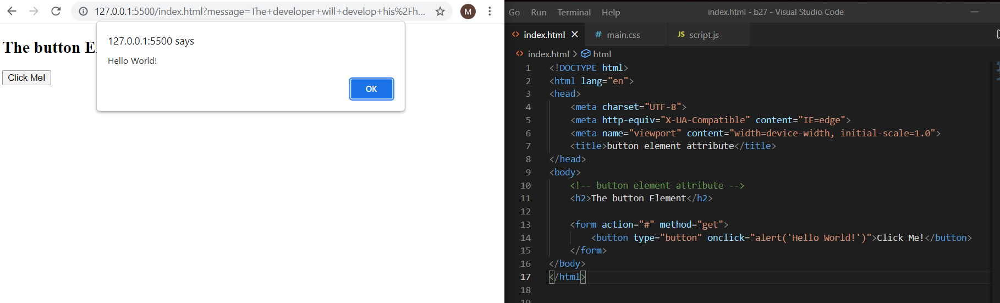 127.0.0.1:5500/index.html?message=The+developer+will+develop+his%2Fh...
M
127.0.0.1:5500 says
Hello World!
OK
The button El
Click Me!
Go Run Terminal Help index.html - b27 - Visual Studio Code
<> index.html # main.css JS script.js
<> index.html > html
1 <!DOCTYPE html>
2 <html lang="en">
3 <head>
4 <meta charset="UTF-8">
5 <meta http-equiv="X-UA-Compatible" content="IE=edge">
6 <meta name="viewport" content="width=device-width, initial-scale=1.0">
7 <title>button element attribute</title>
8 </head>
9 <body>
10 <!-- button element attribute -->
11 <h2>The button Element</h2>
12
13 <form action="#" method="get">
14 <button type="button" onclick="alert('Hello World!')">Click Me!</button>
15 </form>
16 </body>
17 </html>
18
19